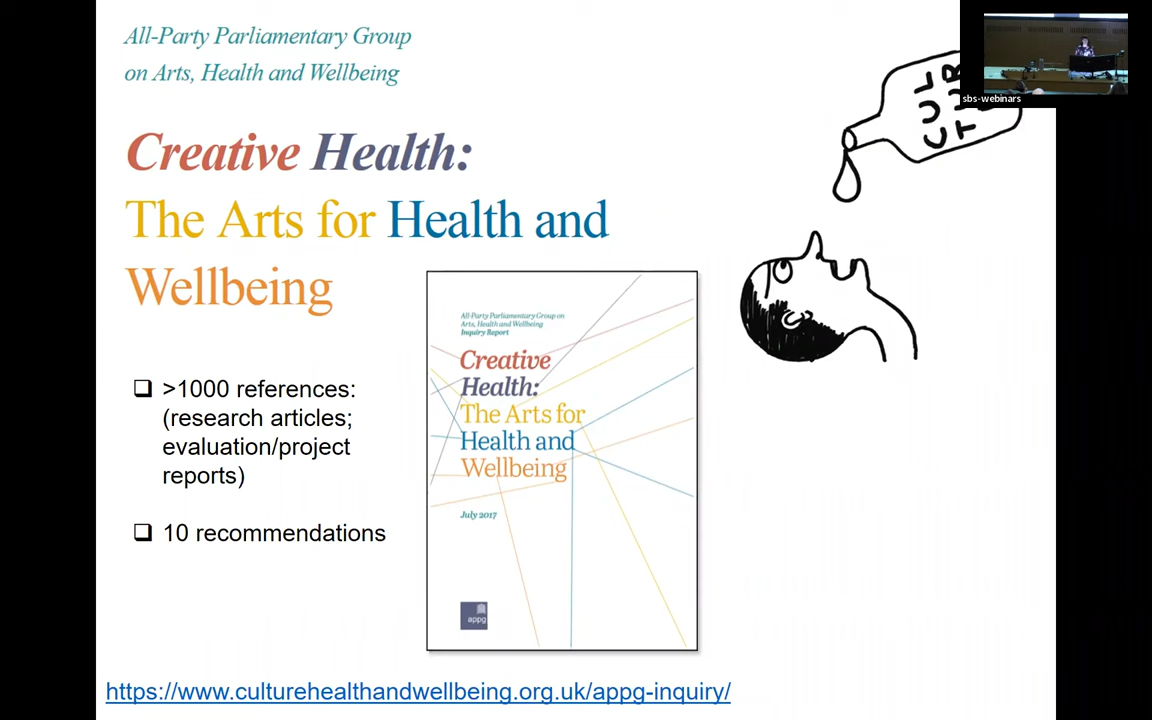 All-Party Parliamentary Group
on Arts, Health and Wellbeing
sbs-webinars
CUL
Creative Health:
The Arts for Health and
Wellbeing
All-Party Parliamentary Group on
Arts, Health and Wellbeing
Inquiry Report
Creative
Health:
The Arts for
Health and
Wellbeing
July 2017
appg
❑ >1000 references:
(research articles;
evaluation/project
reports)
❑ 10 recommendations
https://www.culturehealthandwellbeing.org.uk/appg-inquiry/